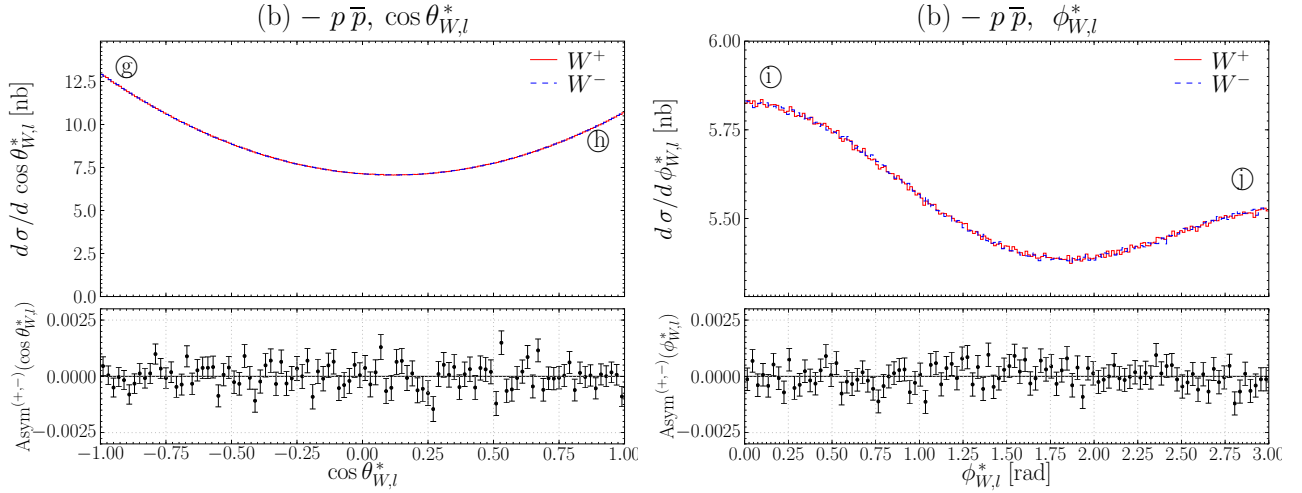 (b) − p p̅, cos θ*W,l
W+
W−
g
h
d σ/d cos θ*W,l [nb]
12.5
10.0
7.5
5.0
2.5
0.0
Asym(+,−)(cos θ*W,l)
0.0025
0.0000
−0.0025
−1.00 −0.75 −0.50 −0.25 0.00 0.25 0.50 0.75 1.00
cos θ*W,l
(b) − p p̅, ϕ*W,l
W+
W−
i
j
d σ/d ϕ*W,l [nb]
6.00
5.75
5.50
Asym(+,−)(ϕ*W,l)
0.0025
0.0000
−0.0025
0.00 0.25 0.50 0.75 1.00 1.25 1.50 1.75 2.00 2.25 2.50 2.75 3.00
ϕ*W,l [rad]